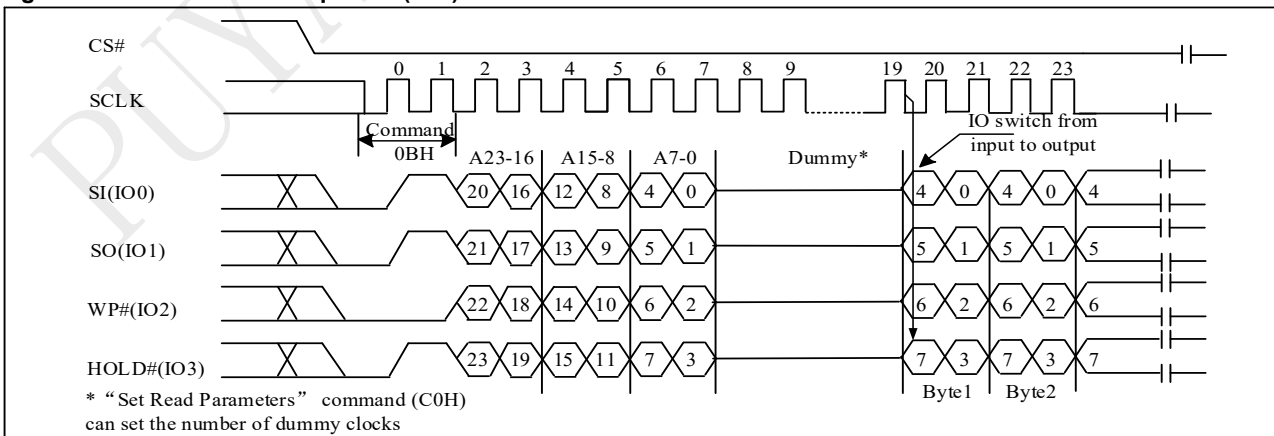 CS#
0 1 2 3 4 5 6 7 8 9 19 20 21 22 23
SCLK
Command
0BH
IO switch from
input to output
A23-16 A15-8 A7-0 Dummy*
SI(IO0) 20 16 12 8 4 0 4 0 4 0 4
SO(IO1) 21 17 13 9 5 1 5 1 5 1 5
WP#(IO2) 22 18 14 10 6 2 6 2 6 2 6
HOLD#(IO3) 23 19 15 11 7 3 7 3 7 3 7
Byte1 Byte2
* “Set Read Parameters” command (C0H)
can set the number of dummy clocks
PUYA